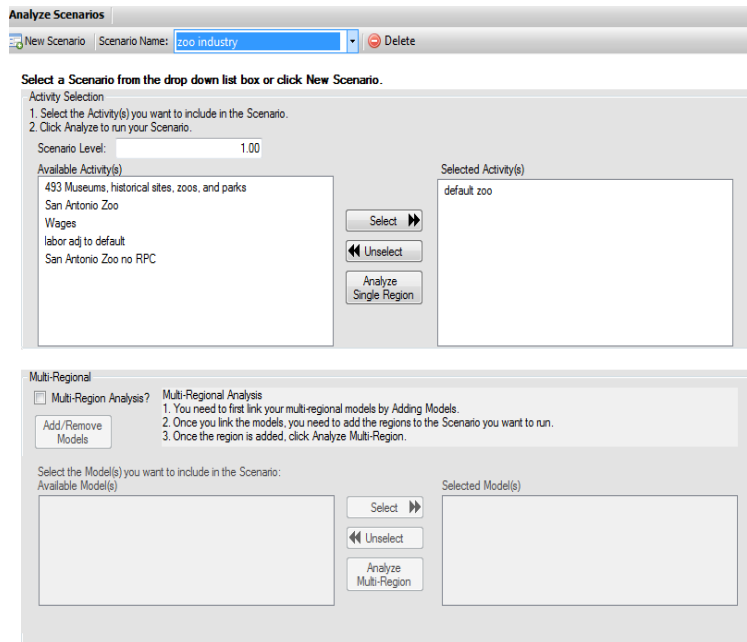 Analyze Scenarios
New Scenario Scenario Name: zoo industry Delete
Select a Scenario from the drop down list box or click New Scenario.
Activity Selection
1. Select the Activity(s) you want to include in the Scenario.
2. Click Analyze to run your Scenario.
Scenario Level: 1.00
Available Activity(s)
493 Museums, historical sites, zoos, and parks
San Antonio Zoo
Wages
labor adj to default
San Antonio Zoo no RPC
Select
Unselect
Analyze
Single Region
Selected Activity(s)
default zoo
Multi-Regional
Multi-Region Analysis?
Add/Remove
Models
Multi-Regional Analysis
1. You need to first link your multi-regional models by Adding Models.
2. Once you link the models, you need to add the regions to the Scenario you want to run.
3. Once the region is added, click Analyze Multi-Region.
Select the Model(s) you want to include in the Scenario:
Available Model(s)
Select
Unselect
Analyze
Multi-Region
Selected Model(s)